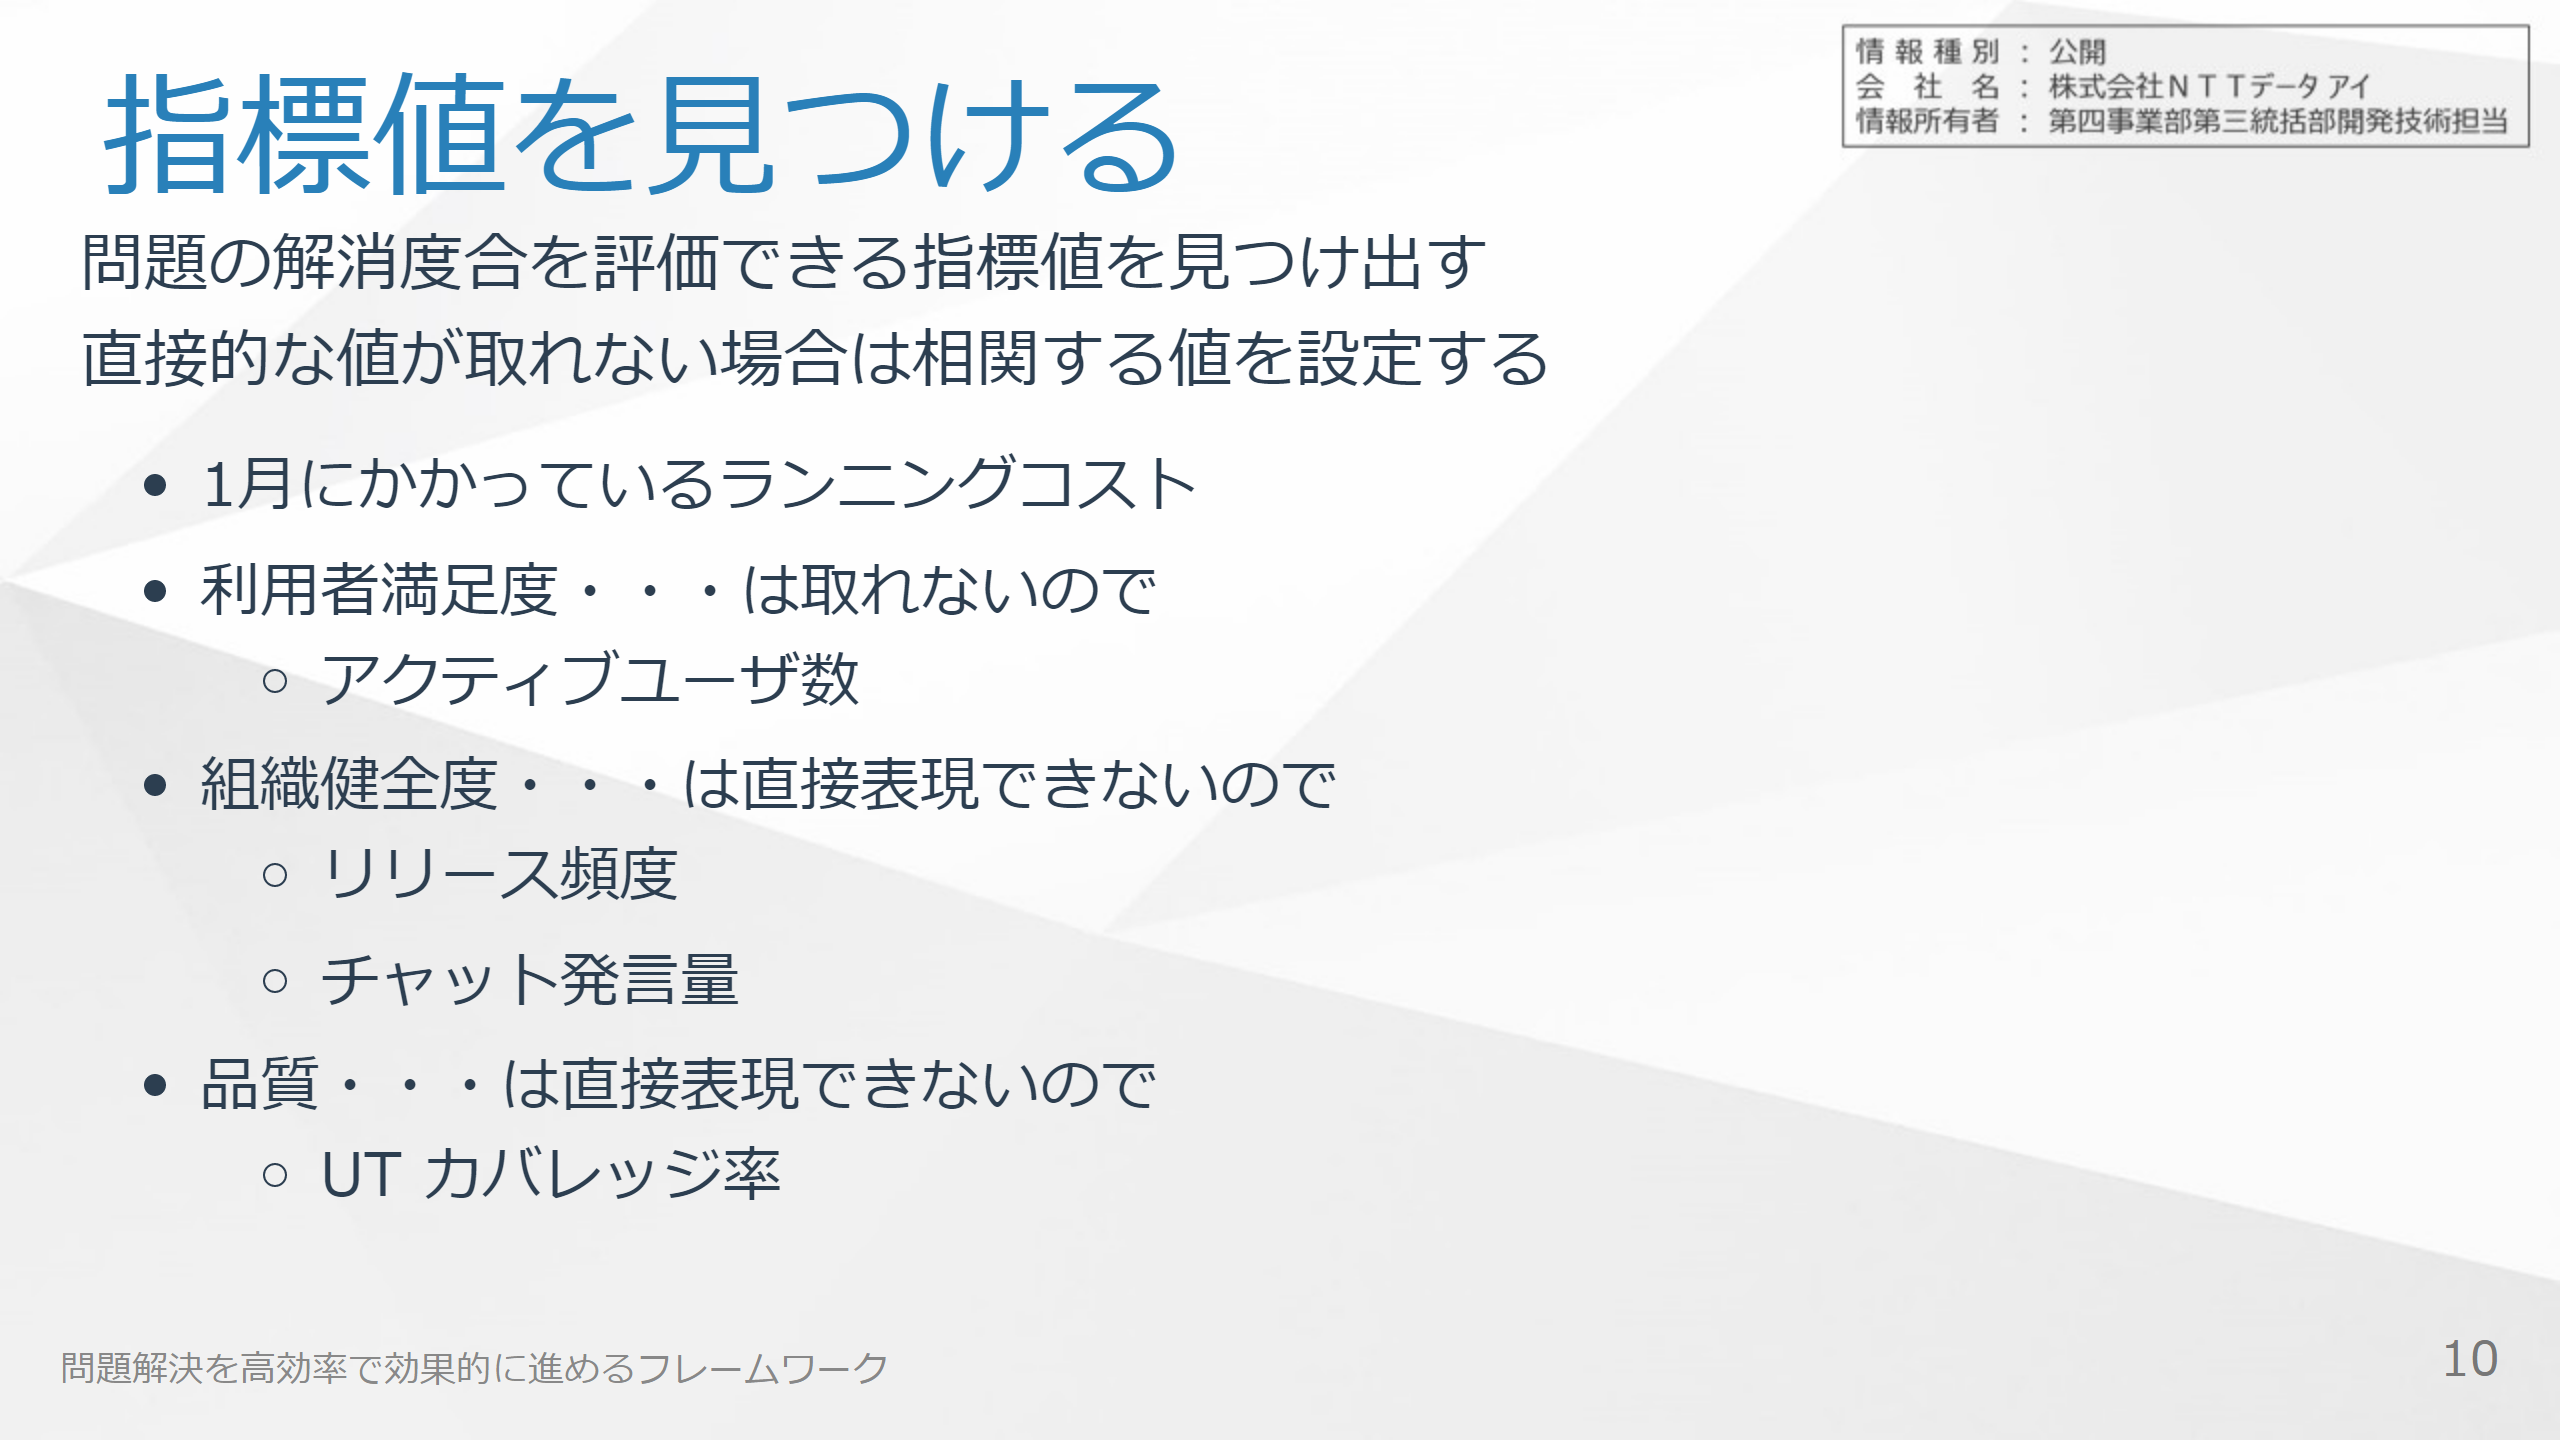 指標値を見つける
情報種別：公開
会社名：株式会社ＮＴＴデータ アイ
情報所有者：第四事業部第三統括部開発技術担当
問題の解消度合を評価できる指標値を見つけ出す
直接的な値が取れない場合は相関する値を設定する
• 1月にかかっているランニングコスト
• 利用者満足度・・・は取れないので
○ アクティブユーザ数
• 組織健全度・・・は直接表現できないので
○ リリース頻度
○ チャット発言量
• 品質・・・は直接表現できないので
○ UT カバレッジ率
問題解決を高効率で効果的に進めるフレームワーク
10